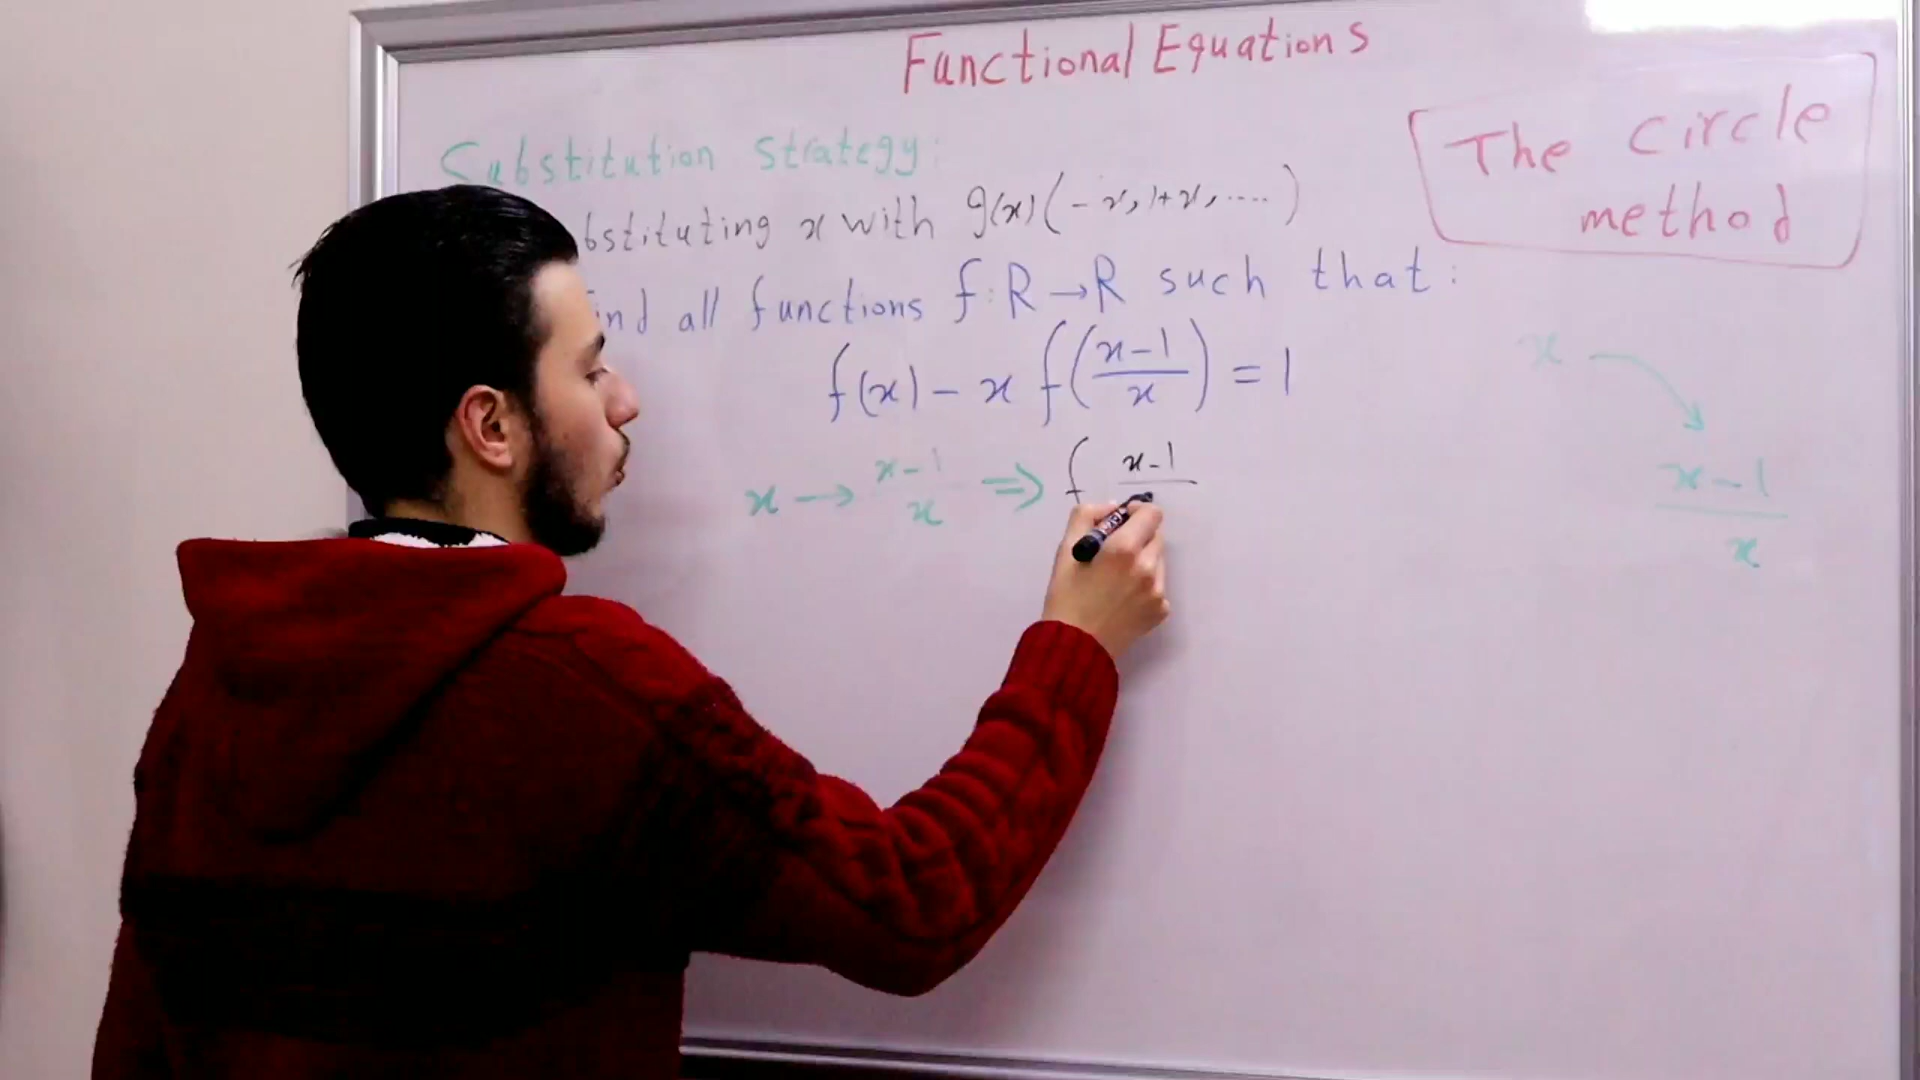 Functional Equations
The circle
method
Substitution strategy:
bstituting x with g(x) (-x, 1+x, ....)
ind all functions f: R→R such that:
f(x) - x f((x-1)/x) = 1
x → (x-1)/x ⇒ f x-1
x → (x-1)/x